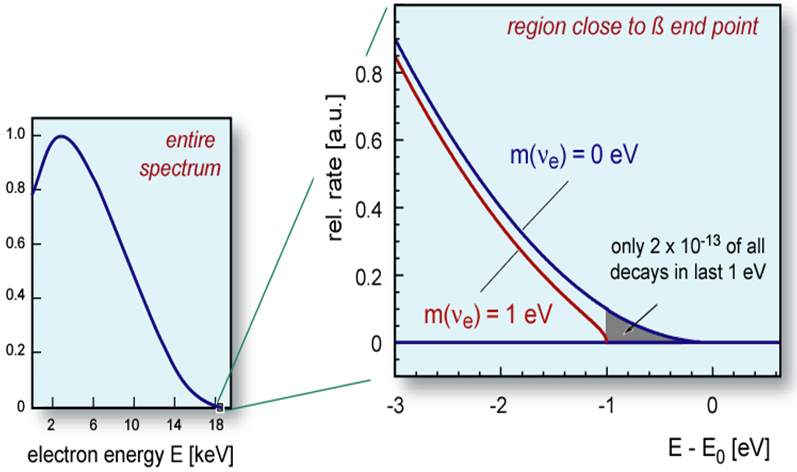 entire
spectrum
1.0
0.8
0.6
0.4
0.2
0
2 6 10 14 18
electron energy E [keV]
region close to ß end point
rel. rate [a.u.]
0.8
0.6
0.4
0.2
0
m(νe) = 0 eV
only 2 x 10-13 of all
decays in last 1 eV
m(νe) = 1 eV
-3 -2 -1 0
E - E0 [eV]